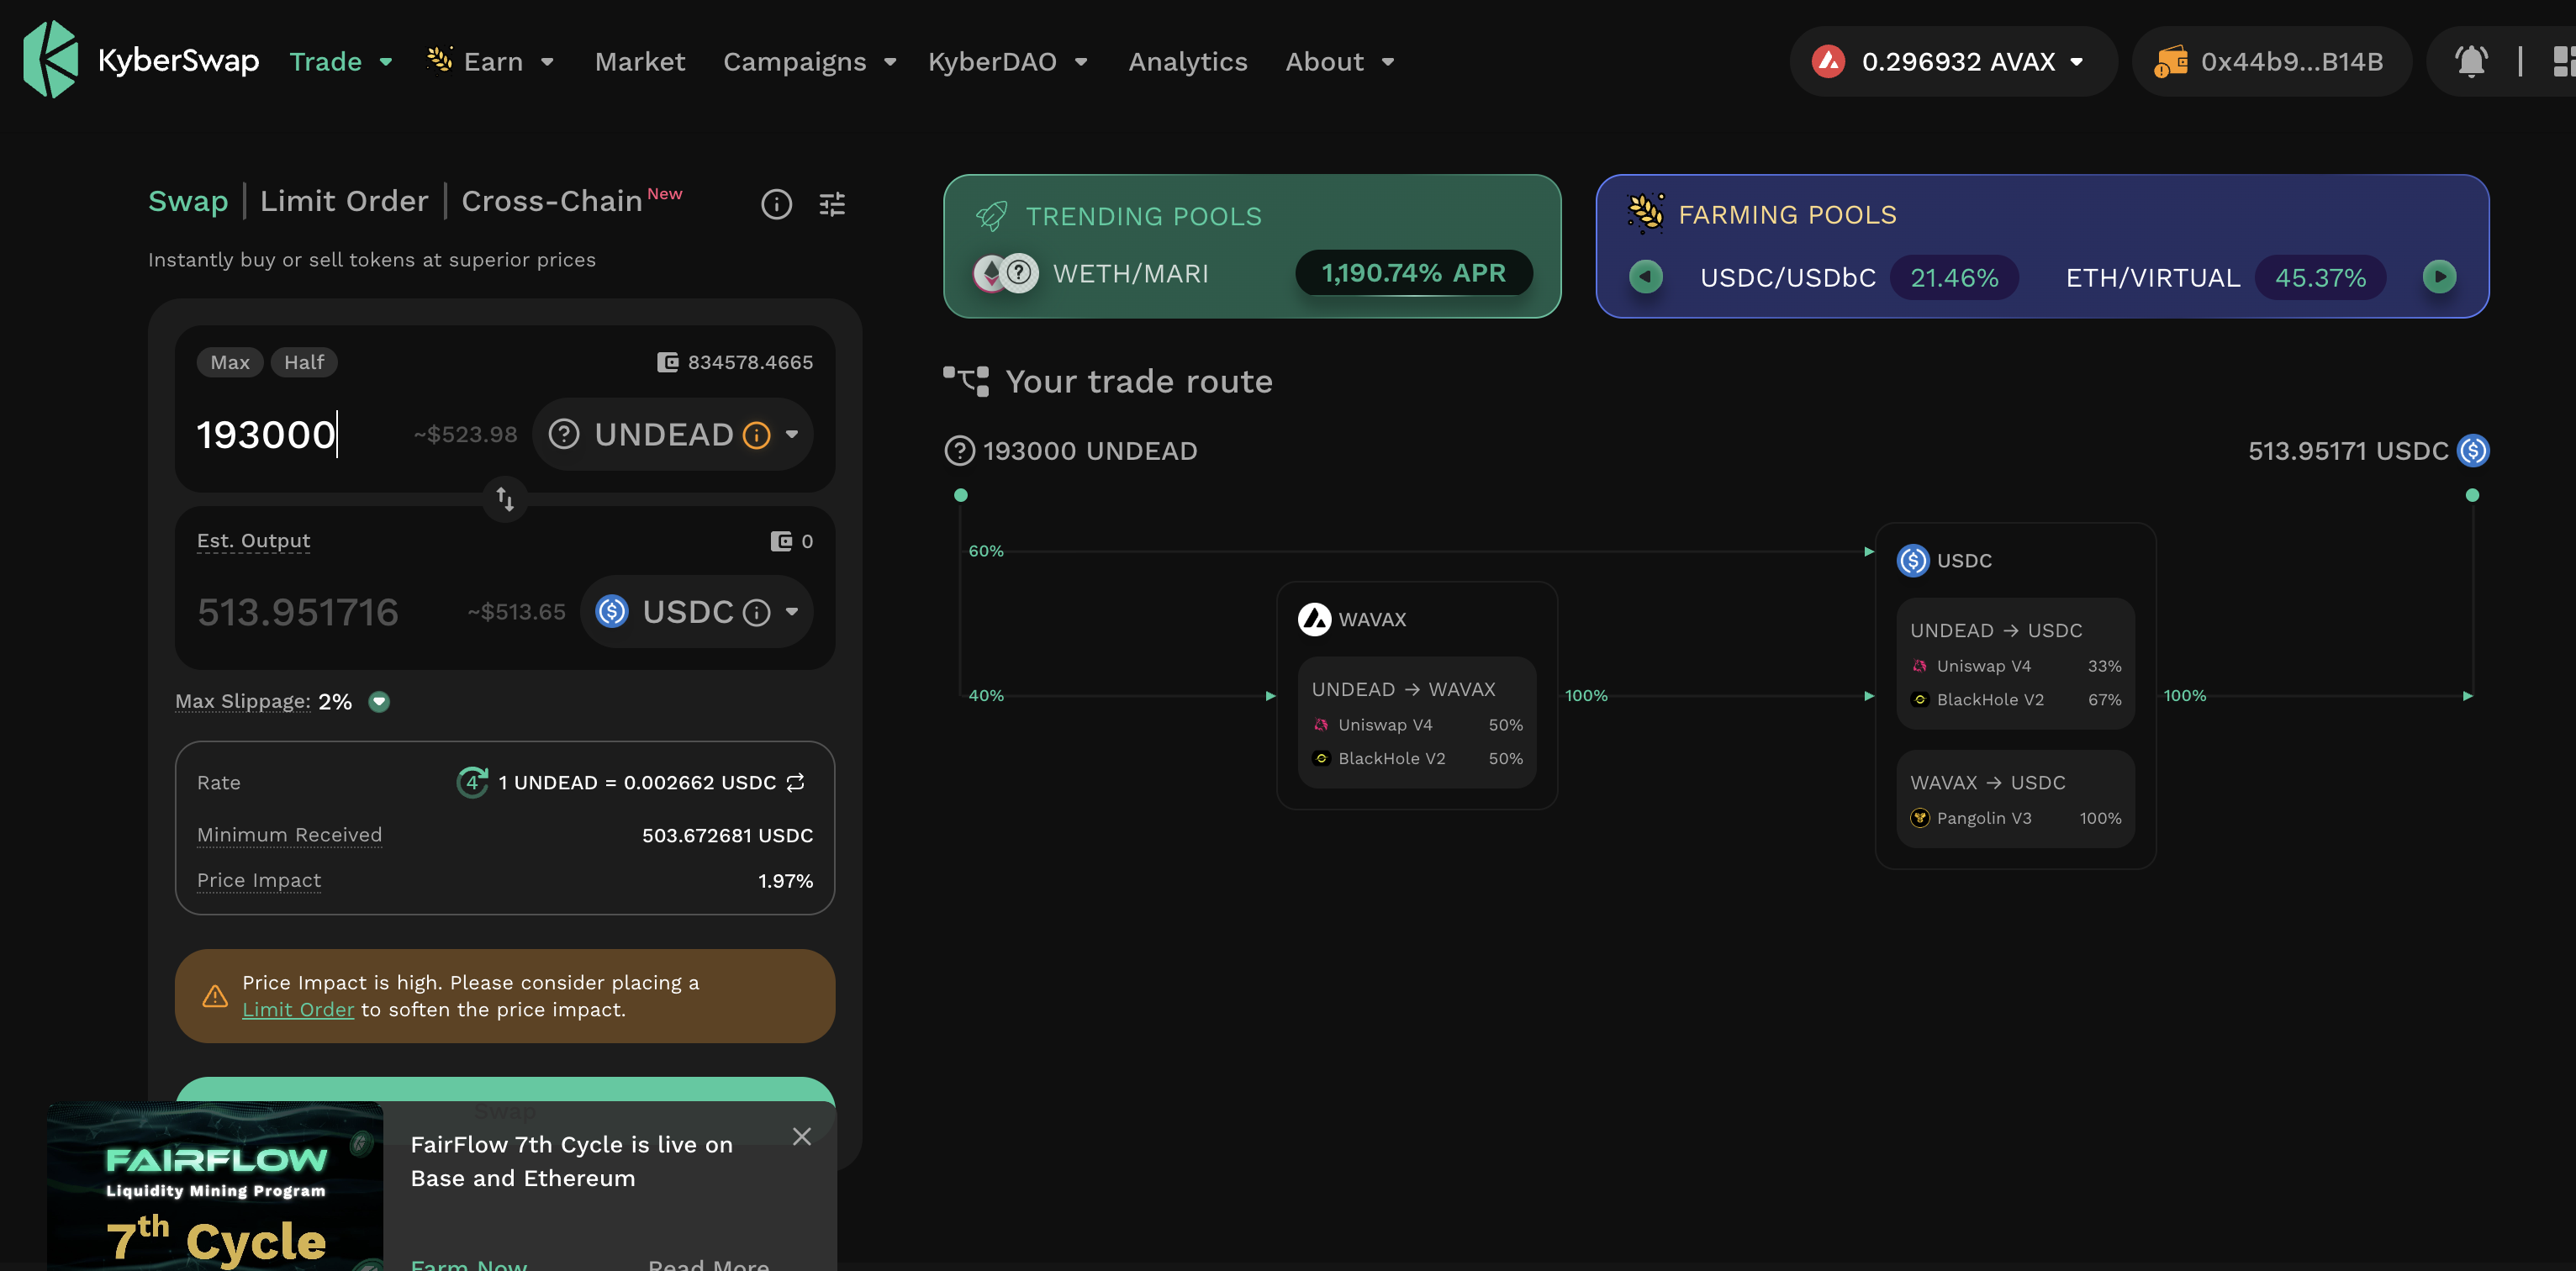 KyberSwap Trade Earn Market Campaigns KyberDAO Analytics About 0.296932 AVAX 0x44b9...B14B
Swap Limit Order Cross-Chain New
Instantly buy or sell tokens at superior prices
Max Half 834578.4665
193000 ~$523.98 UNDEAD
Est. Output 0
513.951716 ~$513.65 USDC
Max Slippage: 2%
Rate 4 1 UNDEAD = 0.002662 USDC
Minimum Received 503.672681 USDC
Price Impact 1.97%
Price Impact is high. Please consider placing a
Limit Order to soften the price impact.
Swap
FAIRFLOW
Liquidity Mining Program
7th Cycle
FairFlow 7th Cycle is live on
Base and Ethereum
Farm Now Read More
TRENDING POOLS
WETH/MARI 1,190.74% APR
FARMING POOLS
USDC/USDbC 21.46% ETH/VIRTUAL 45.37%
Your trade route
193000 UNDEAD 513.95171 USDC
60%
40%
WAVAX
UNDEAD → WAVAX
Uniswap V4 50%
BlackHole V2 50%
100%
USDC
UNDEAD → USDC
Uniswap V4 33%
BlackHole V2 67%
WAVAX → USDC
Pangolin V3 100%
100%